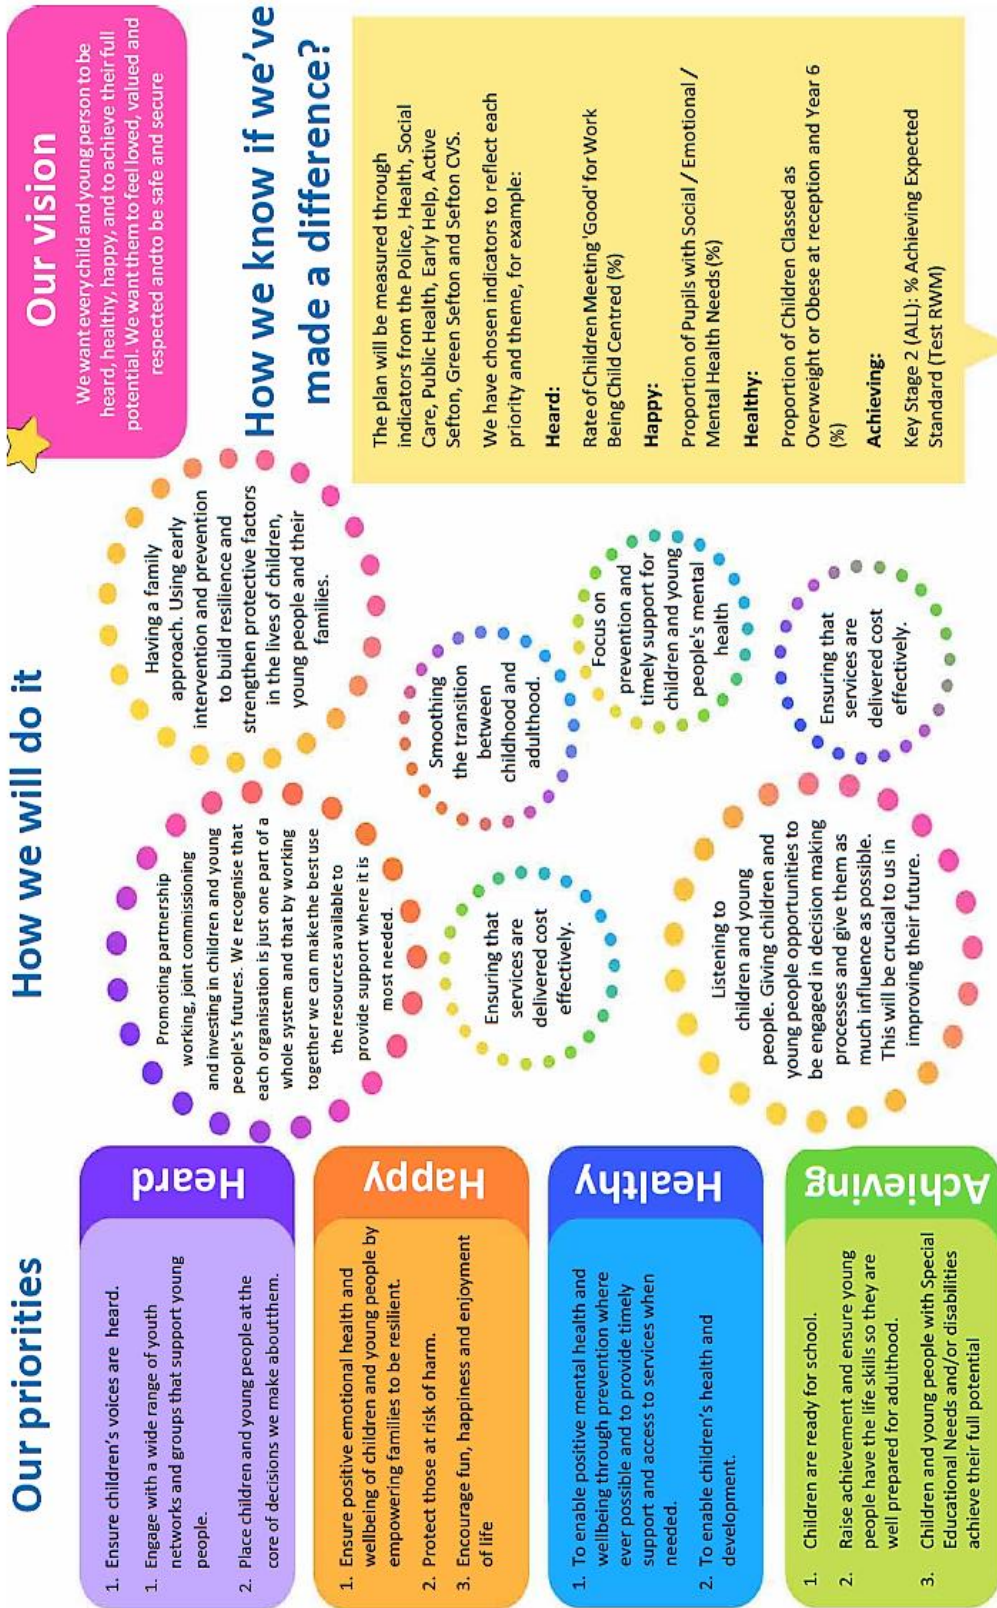 Our priorities
Heard
1. Ensure children's voices are heard.
1. Engage with a wide range of youth
networks and groups that support young
people.
2. Place children and young people at the
core of decisions we make about them.
Happy
1. Ensure positive emotional health and
wellbeing of children and young people by
empowering families to be resilient.
2. Protect those at risk of harm.
3. Encourage fun, happiness and enjoyment
of life
Healthy
1. To enable positive mental health and
wellbeing through prevention where
ever possible and to provide timely
support and access to services when
needed.
2. To enable children's health and
development.
Achieving
1. Children are ready for school.
2. Raise achievement and ensure young
people have the life skills so they are
well prepared for adulthood.
3. Children and young people with Special
Educational Needs and/or disabilities
achieve their full potential
How we will do it
Promoting partnership
working, joint commissioning
and investing in children and young
people's futures. We recognise that
each organisation is just one part of a
whole system and that by working
together we can make the best use
the resources available to
provide support where it is
most needed.
Having a family
approach. Using early
intervention and prevention
to build resilience and
strengthen protective factors
in the lives of children,
young people and their
families.
Smoothing
the transition
between
childhood and
adulthood.
Ensuring that
services are
delivered cost
effectively.
Focus on
prevention and
timely support for
children and young
people's mental
health
Listening to
children and young
people. Giving children and
young people opportunities to
be engaged in decision making
processes and give them as
much influence as possible.
This will be crucial to us in
improving their future.
Ensuring that
services are
delivered cost
effectively.
Our vision
We want every child and young person to be
heard, healthy, happy, and to achieve their full
potential. We want them to feel loved, valued and
respected and to be safe and secure
How we know if we've
made a difference?
The plan will be measured through
indicators from the Police, Health, Social
Care, Public Health, Early Help, Active
Sefton, Green Sefton and Sefton CVS.
We have chosen indicators to reflect each
priority and theme, for example:
Heard:
Rate of Children Meeting 'Good' for Work
Being Child Centred (%)
Happy:
Proportion of Pupils with Social / Emotional /
Mental Health Needs (%)
Healthy:
Proportion of Children Classed as
Overweight or Obese at reception and Year 6
(%)
Achieving:
Key Stage 2 (ALL): % Achieving Expected
Standard (Test RWM)